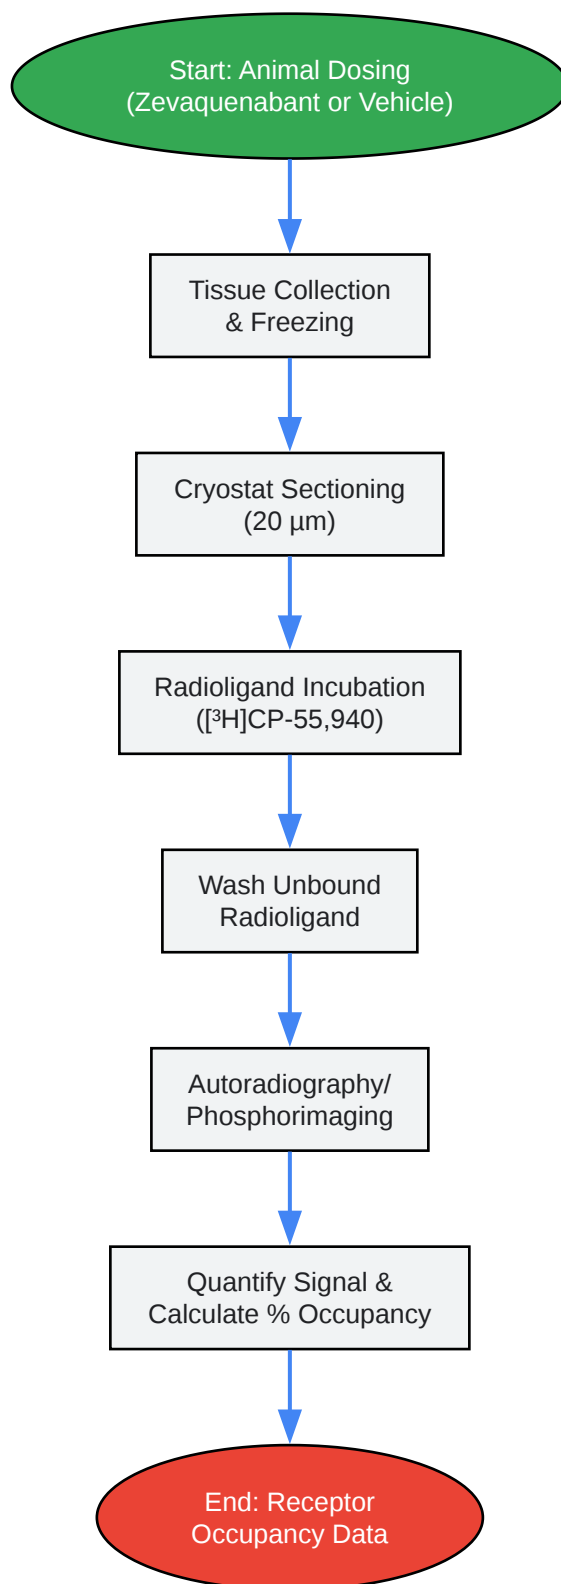 Start: Animal Dosing
(Zevaquenabant or Vehicle)
Tissue Collection
& Freezing
Cryostat Sectioning
(20 µm)
Radioligand Incubation
([³H]CP-55,940)
Wash Unbound
Radioligand
Autoradiography/
Phosphorimaging
Quantify Signal &
Calculate % Occupancy
End: Receptor
Occupancy Data